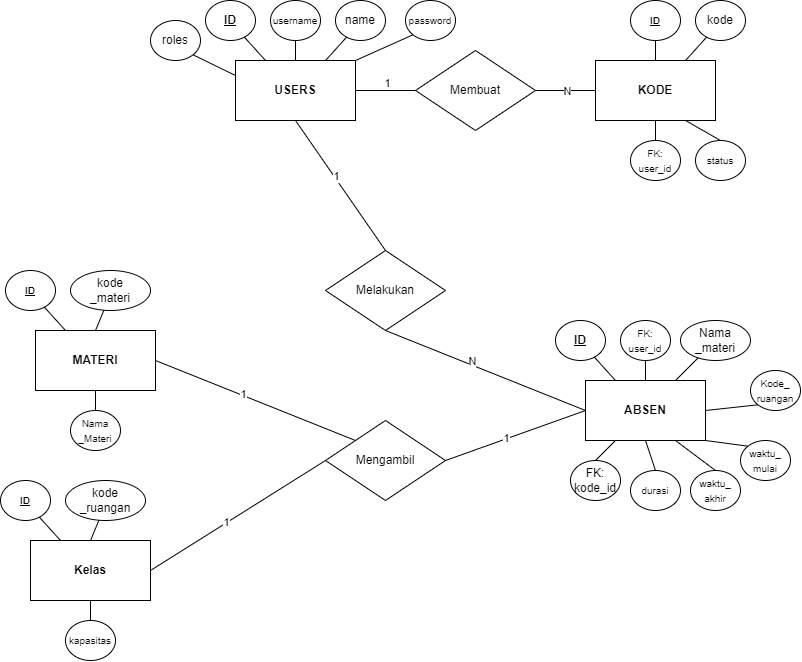 ID
username
name
password
roles
USERS
1
Membuat
N
ID
kode
KODE
FK:
user_id
status
1
Melakukan
N
ID
kode
_materi
MATERI
Nama
_Materi
1
ID
FK:
user_id
Nama
_materi
ABSEN
Kode_
ruangan
waktu_
mulai
waktu_
akhir
durasi
FK:
kode_id
Mengambil
1
ID
kode
_ruangan
Kelas
kapasitas
1